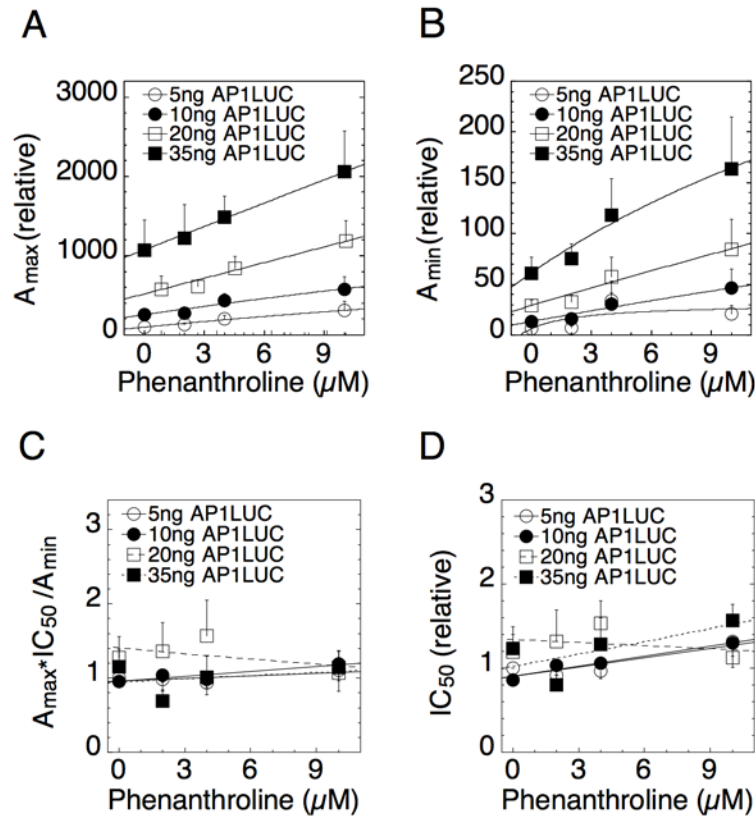 A
3000
2000
1000
0
A_max (relative)
5ng AP1LUC
10ng AP1LUC
20ng AP1LUC
35ng AP1LUC
0 3 6 9
Phenanthroline (µM)
B
250
200
150
100
50
0
A_min (relative)
5ng AP1LUC
10ng AP1LUC
20ng AP1LUC
35ng AP1LUC
0 3 6 9
Phenanthroline (µM)
C
3
2
1
0
A_max*IC_50/A_min
5ng AP1LUC
10ng AP1LUC
20ng AP1LUC
35ng AP1LUC
0 3 6 9
Phenanthroline (µM)
D
3
2
1
0
IC_50 (relative)
5ng AP1LUC
10ng AP1LUC
20ng AP1LUC
35ng AP1LUC
0 3 6 9
Phenanthroline (µM)